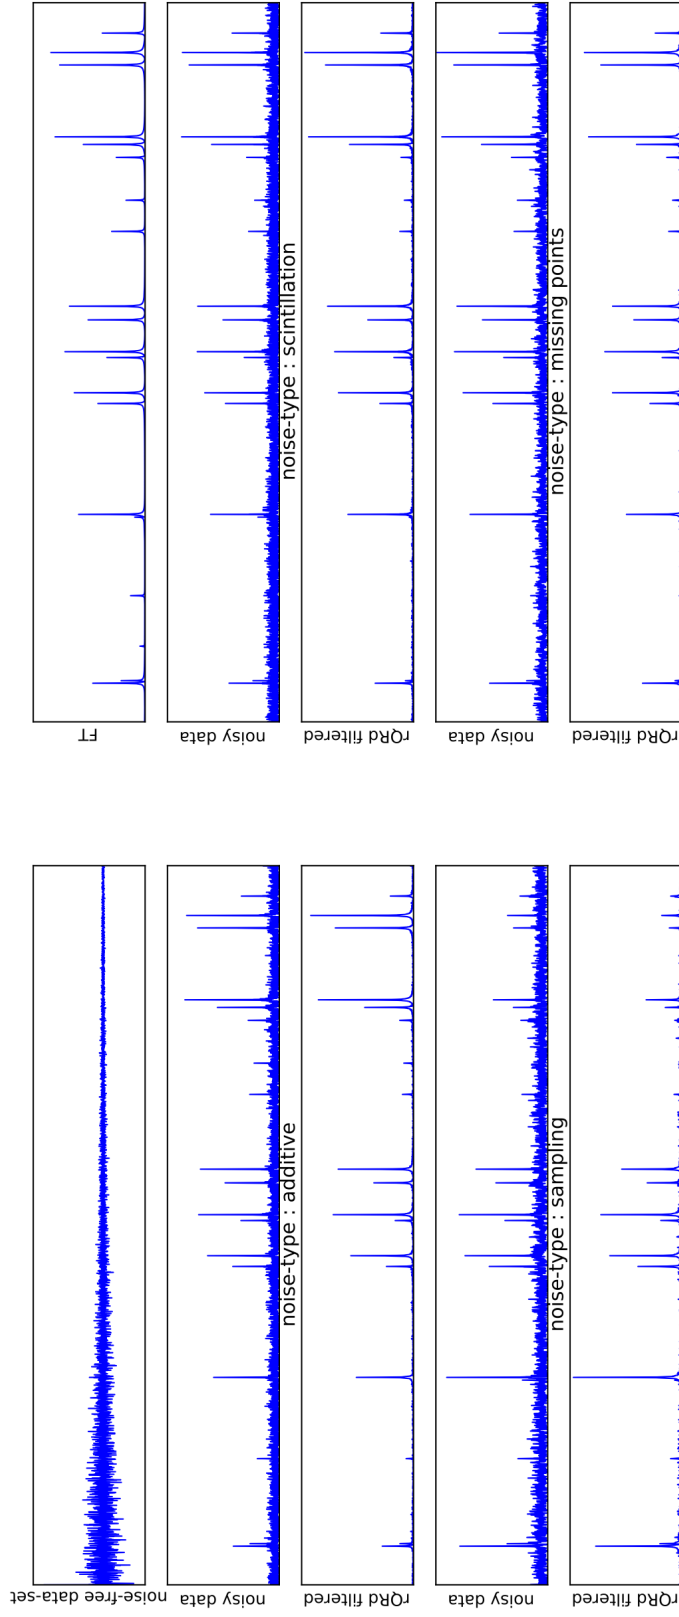 noise-free data-set
FT
noisy data
noisy data
noise-type : additive
noise-type : scintillation
rQRd filtered
rQRd filtered
noisy data
noisy data
noise-type : sampling
noise-type : missing points
rQRd filtered
rQRd filtered